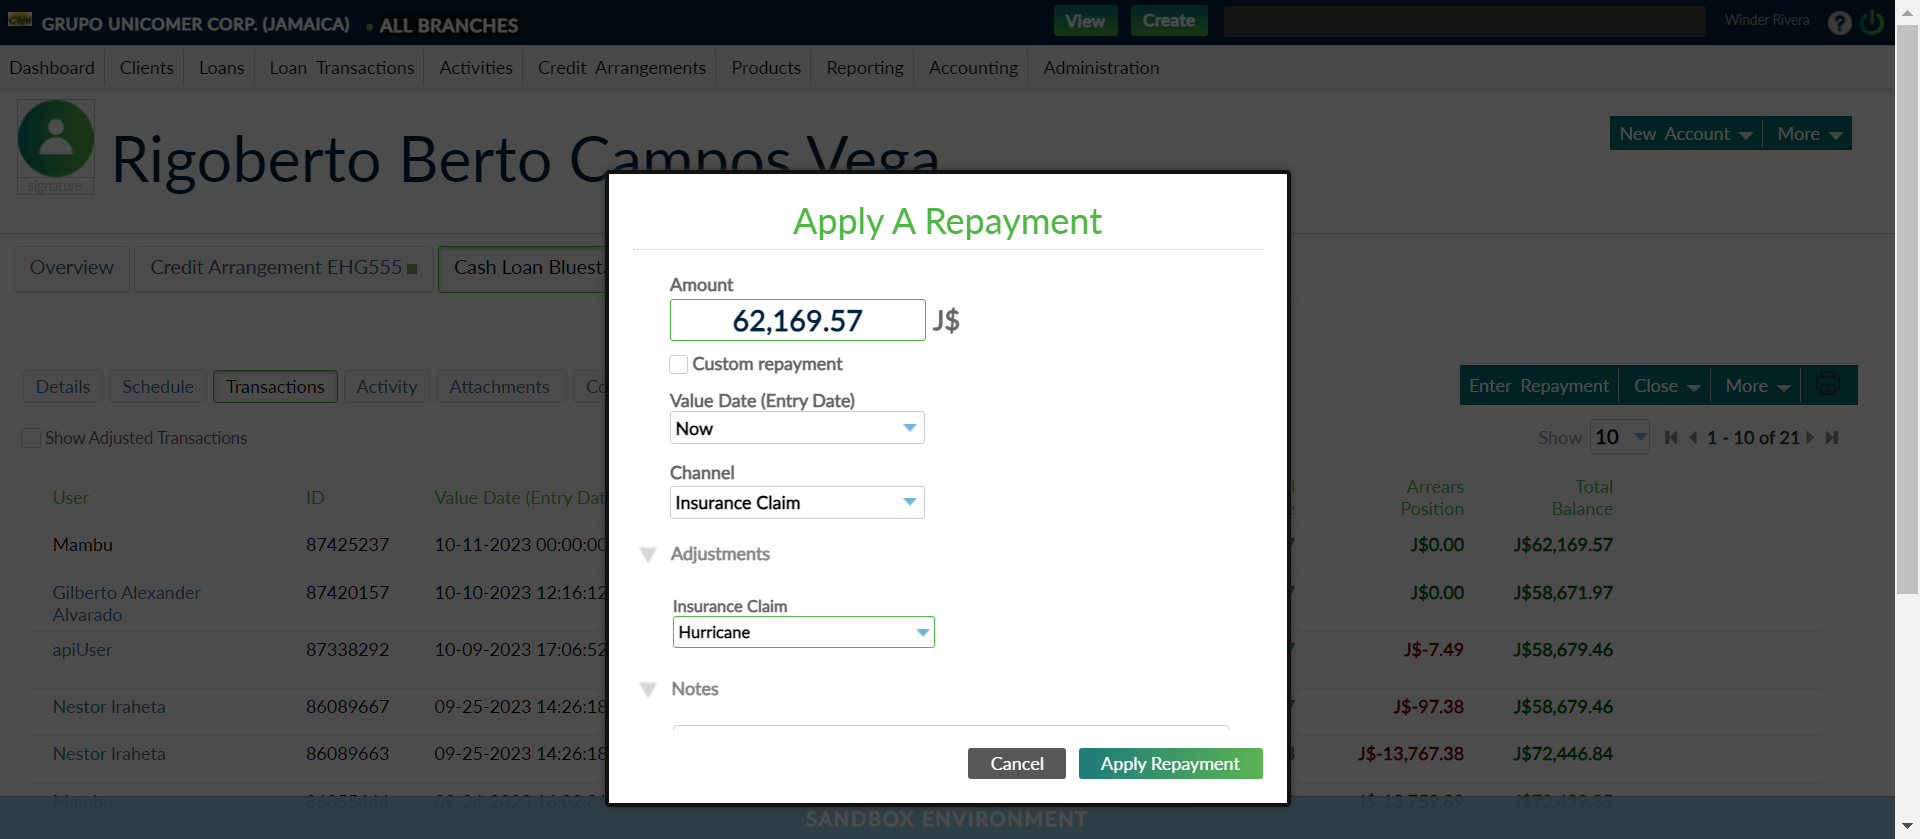 GRUPO UNICOMER CORP. (JAMAICA) ALL BRANCHES View Create Winder Rivera ?
Dashboard Clients Loans Loan Transactions Activities Credit Arrangements Products Reporting Accounting Administration
signature
Rigoberto Berto Campos Vega
New Account More
Overview Credit Arrangement EHG555 Cash Loan Bluest
Details Schedule Transactions Activity Attachments Co
Enter Repayment Close More
Show Adjusted Transactions
Show 10 1 - 10 of 21
User ID Value Date (Entry Dat
Arrears Position Total Balance
Mambu 87425237 10-11-2023 00:00:00 J$0.00 J$62,169.57
Gilberto Alexander Alvarado 87420157 10-10-2023 12:16:12 J$0.00 J$58,671.97
apiUser 87338292 10-09-2023 17:06:52 J$-7.49 J$58,679.46
Nestor Iraheta 86089667 09-25-2023 14:26:18 J$-97.38 J$58,679.46
Nestor Iraheta 86089663 09-25-2023 14:26:18 J$-13,767.38 J$72,446.84
Mambu 86055444 J$-13,759.89 J$72,439.35
Apply A Repayment
Amount
62,169.57 J$
Custom repayment
Value Date (Entry Date)
Now
Channel
Insurance Claim
Adjustments
Insurance Claim
Hurricane
Notes
Cancel Apply Repayment
SANDBOX ENVIRONMENT